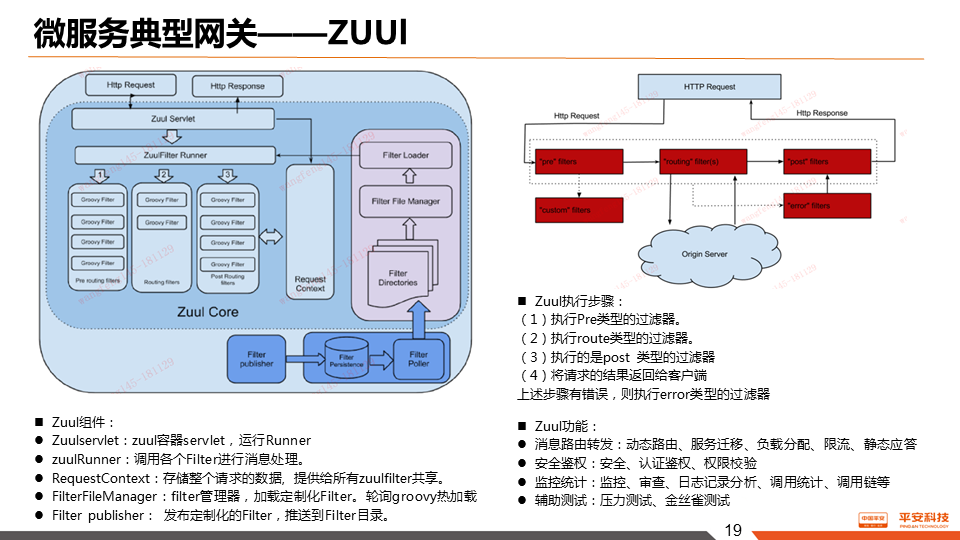 微服务典型网关——ZUUl
Http Request
Http Response
Zuul Servlet
ZuulFilter Runner
1
2
3
Groovy Filter
Groovy Filter
Groovy Filter
Groovy Filter
Pre routing filters
Groovy Filter
Groovy Filter
Routing filters
Groovy Filter
Groovy Filter
Groovy Filter
Groovy Filter
Post Routing
filters
Request
Context
Filter Loader
Filter File Manager
Filter
Directories
Zuul Core
Filter
publisher
Filter
Persistence
Filter
Poller
HTTP Request
Http Request
Http Response
"pre" filters
"routing" filter(s)
"post" filters
"custom" filters
"error" filters
Origin Server
■ Zuul组件：
● Zuulservlet：zuul容器servlet，运行Runner
● zuulRunner：调用各个Filter进行消息处理。
● RequestContext：存储整个请求的数据，提供给所有zuulfilter共享。
● FilterFileManager：filter管理器，加载定制化Filter。轮询groovy热加载
● Filter publisher： 发布定制化的Filter，推送到Filter目录。
■ Zuul执行步骤：
（1）执行Pre类型的过滤器。
（2）执行route类型的过滤器。
（3）执行的是post 类型的过滤器
（4）将请求的结果返回给客户端
上述步骤有错误，则执行error类型的过滤器
■ Zuul功能：
● 消息路由转发：动态路由、服务迁移、负载分配、限流、静态应答
● 安全鉴权：安全、认证鉴权、权限校验
● 监控统计：监控、审查、日志记录分析、调用统计、调用链等
● 辅助测试：压力测试、金丝雀测试
中国平安
平安科技
PINGAN TECHNOLOGY
19